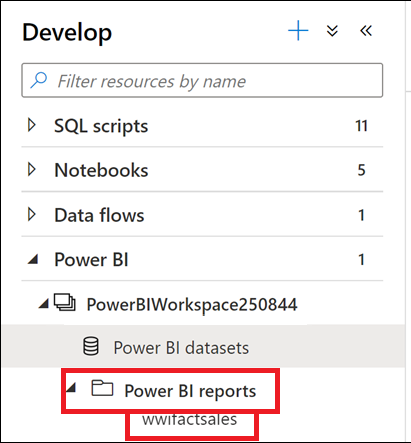 Develop
Filter resources by name
SQL scripts 11
Notebooks 5
Data flows 1
Power BI 1
PowerBIWorkspace250844
Power BI datasets
Power BI reports
wwifactsales